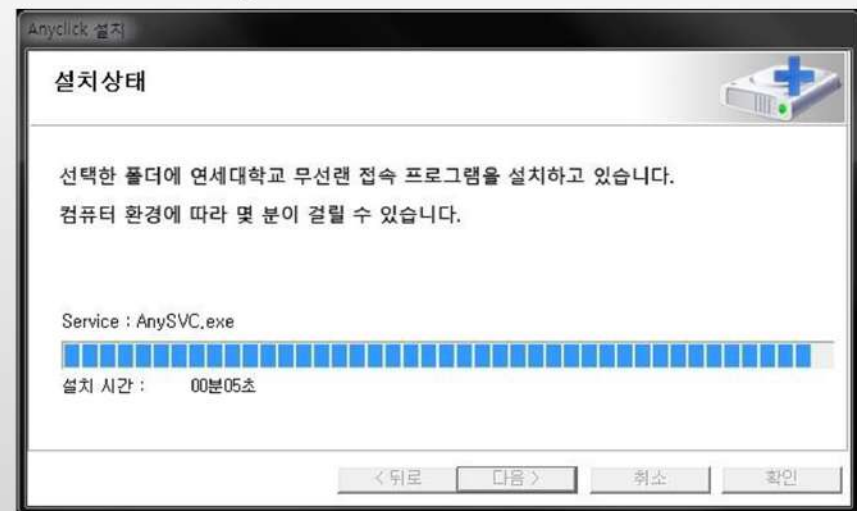 Anyclick 설치
설치상태
선택한 폴더에 연세대학교 무선랜 접속 프로그램을 설치하고 있습니다.
컴퓨터 환경에 따라 몇 분이 걸릴 수 있습니다.
Service : AnySVC.exe
설치 시간 : 00분05초
< 뒤로 다음 > 취소 확인